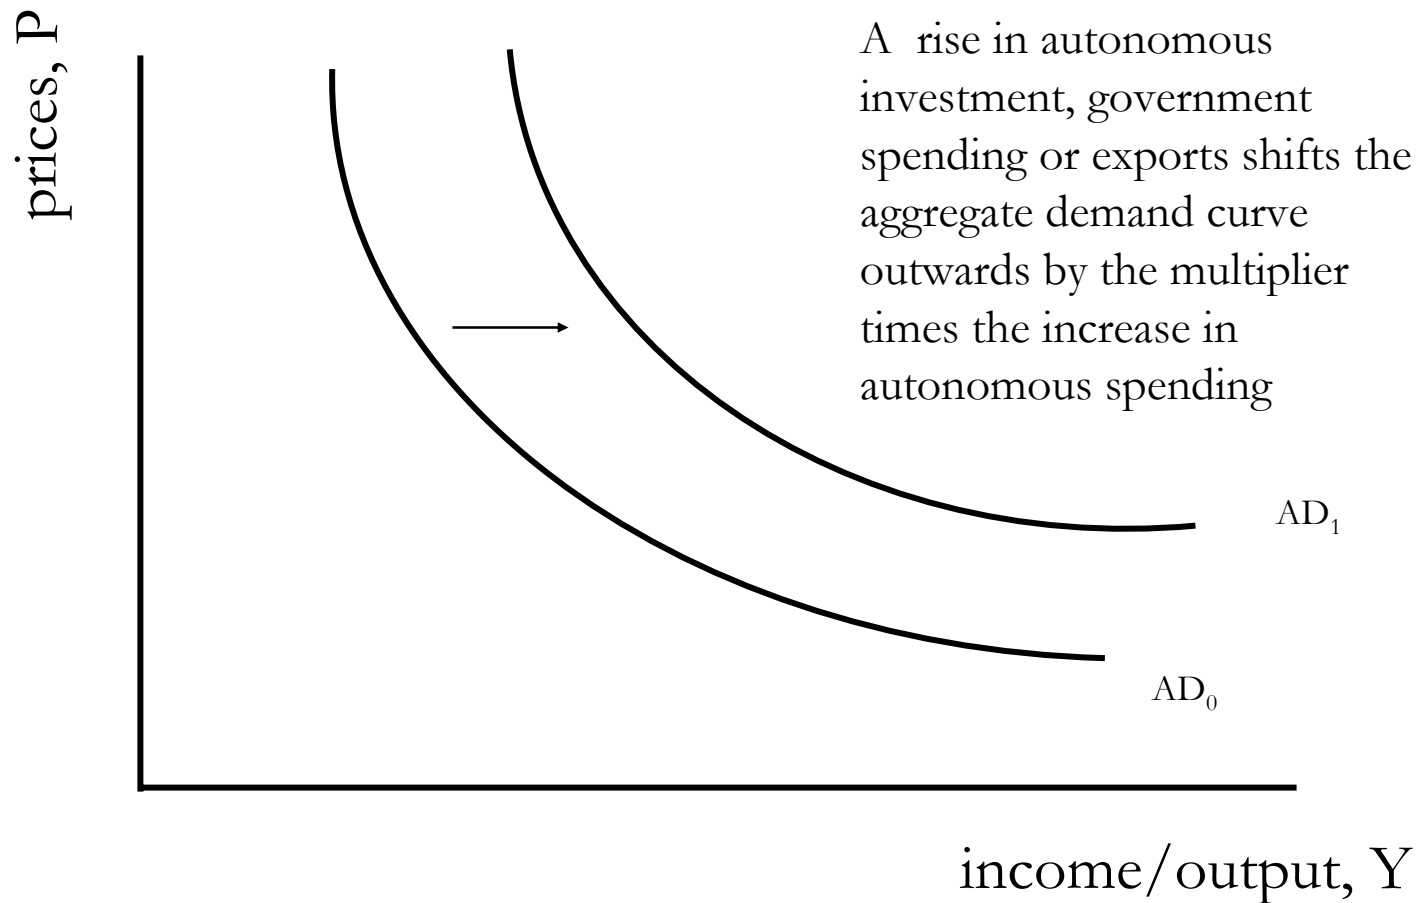 prices, P
A  rise in autonomous
investment, government
spending or exports shifts the
aggregate demand curve
outwards by the multiplier
times the increase in
autonomous spending
AD₁
AD₀
income/output, Y